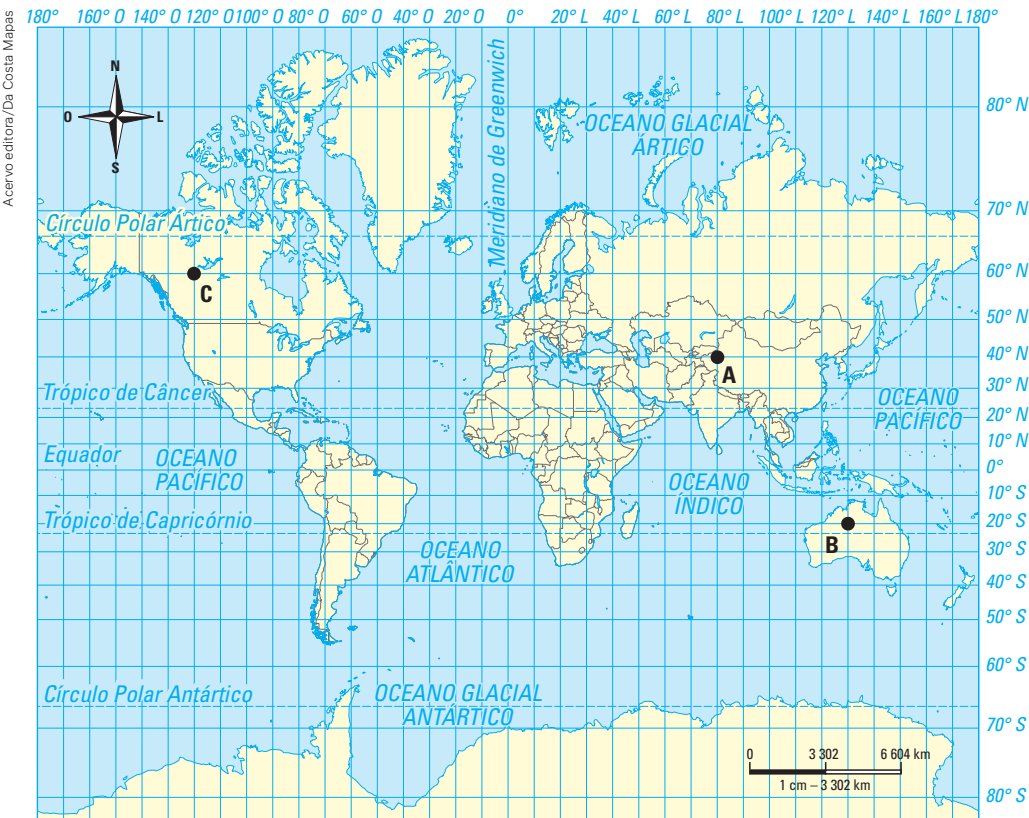 Acervo editora/Da Costa Maps
180° 160° O 120° O100° O 80° O 60° O 40° O 20° O 0° 20° L 40° L 60° L 80° L 100° L 120° L 140° L 160° L 180°
N
O L
S
Meridiano de Greenwich
OCEANO GLACIAL
ÁRTICO
80° N
70° N
Círculo Polar Ártico
60° N
C
50° N
40° N
A
30° N
Trópico de Câncer
OCEANO
PACÍFICO
20° N
10° N
Equador
OCEANO
PACÍFICO
0°
OCEANO
ÍNDICO
10° S
Trópico de Capricórnio
20° S
B
30° S
OCEANO
ATLÂNTICO
40° S
50° S
60° S
Círculo Polar Antártico
OCEANO GLACIAL
ANTÁRTICO
70° S
0 3 302 6 604 km
1 cm – 3 302 km
80° S